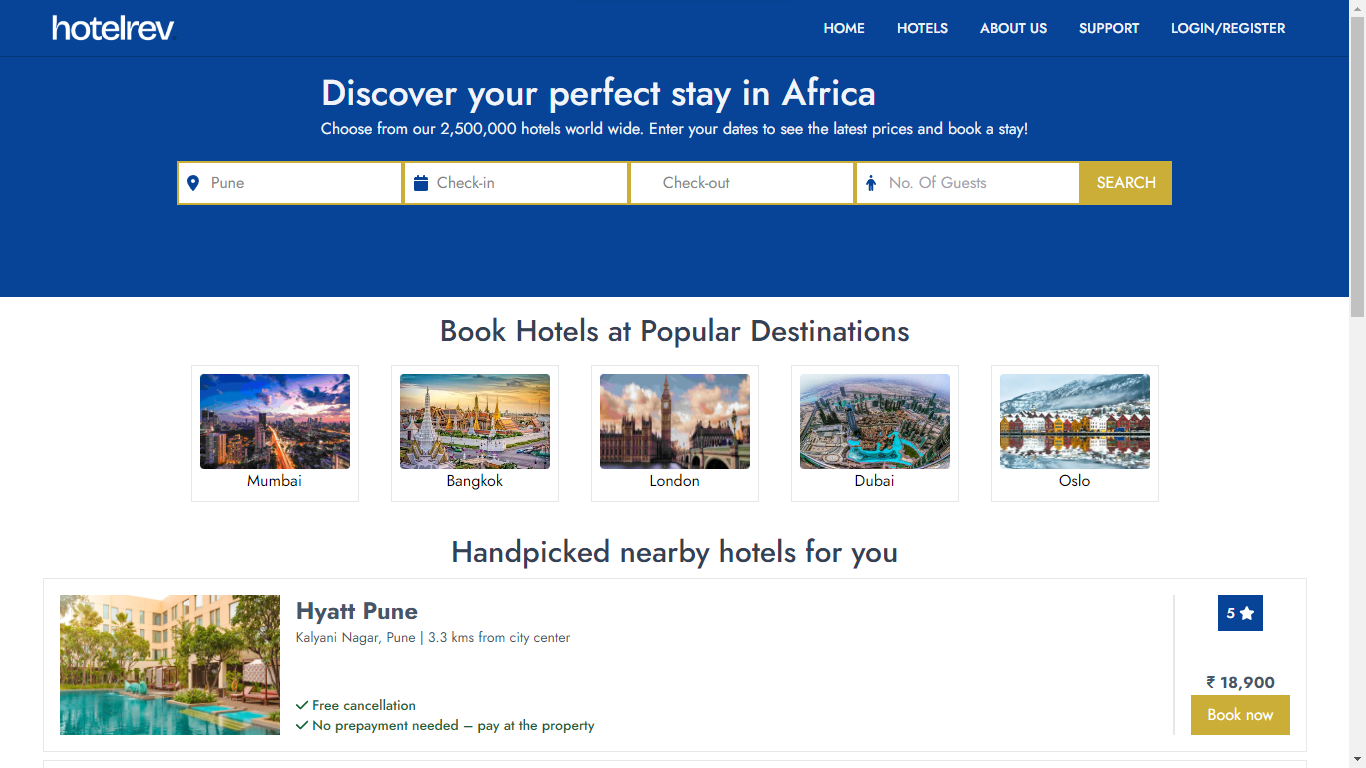 hotelrev
HOME HOTELS ABOUT US SUPPORT LOGIN/REGISTER
Discover your perfect stay in Africa
Choose from our 2,500,000 hotels world wide. Enter your dates to see the latest prices and book a stay!
Pune Check-in Check-out No. Of Guests SEARCH
Book Hotels at Popular Destinations
Mumbai Bangkok London Dubai Oslo
Handpicked nearby hotels for you
Hyatt Pune
Kalyani Nagar, Pune | 3.3 kms from city center
5
Free cancellation
No prepayment needed – pay at the property
₹ 18,900
Book now